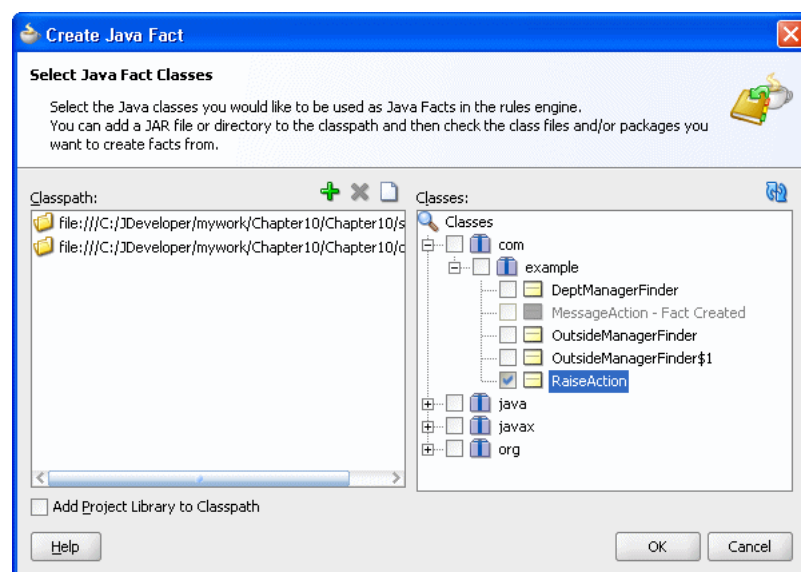 Create Java Fact
Select Java Fact Classes
Select the Java classes you would like to be used as Java Facts in the rules engine.
You can add a JAR file or directory to the classpath and then check the class files and/or packages you
want to create facts from.
Classpath:
file:///C:/JDeveloper/mywork/Chapter10/Chapter10/s
file:///C:/JDeveloper/mywork/Chapter10/Chapter10/c
Add Project Library to Classpath
Classes:
Classes
com
example
DeptManagerFinder
MessageAction - Fact Created
OutsideManagerFinder
OutsideManagerFinder$1
RaiseAction
java
javax
org
Help
OK
Cancel